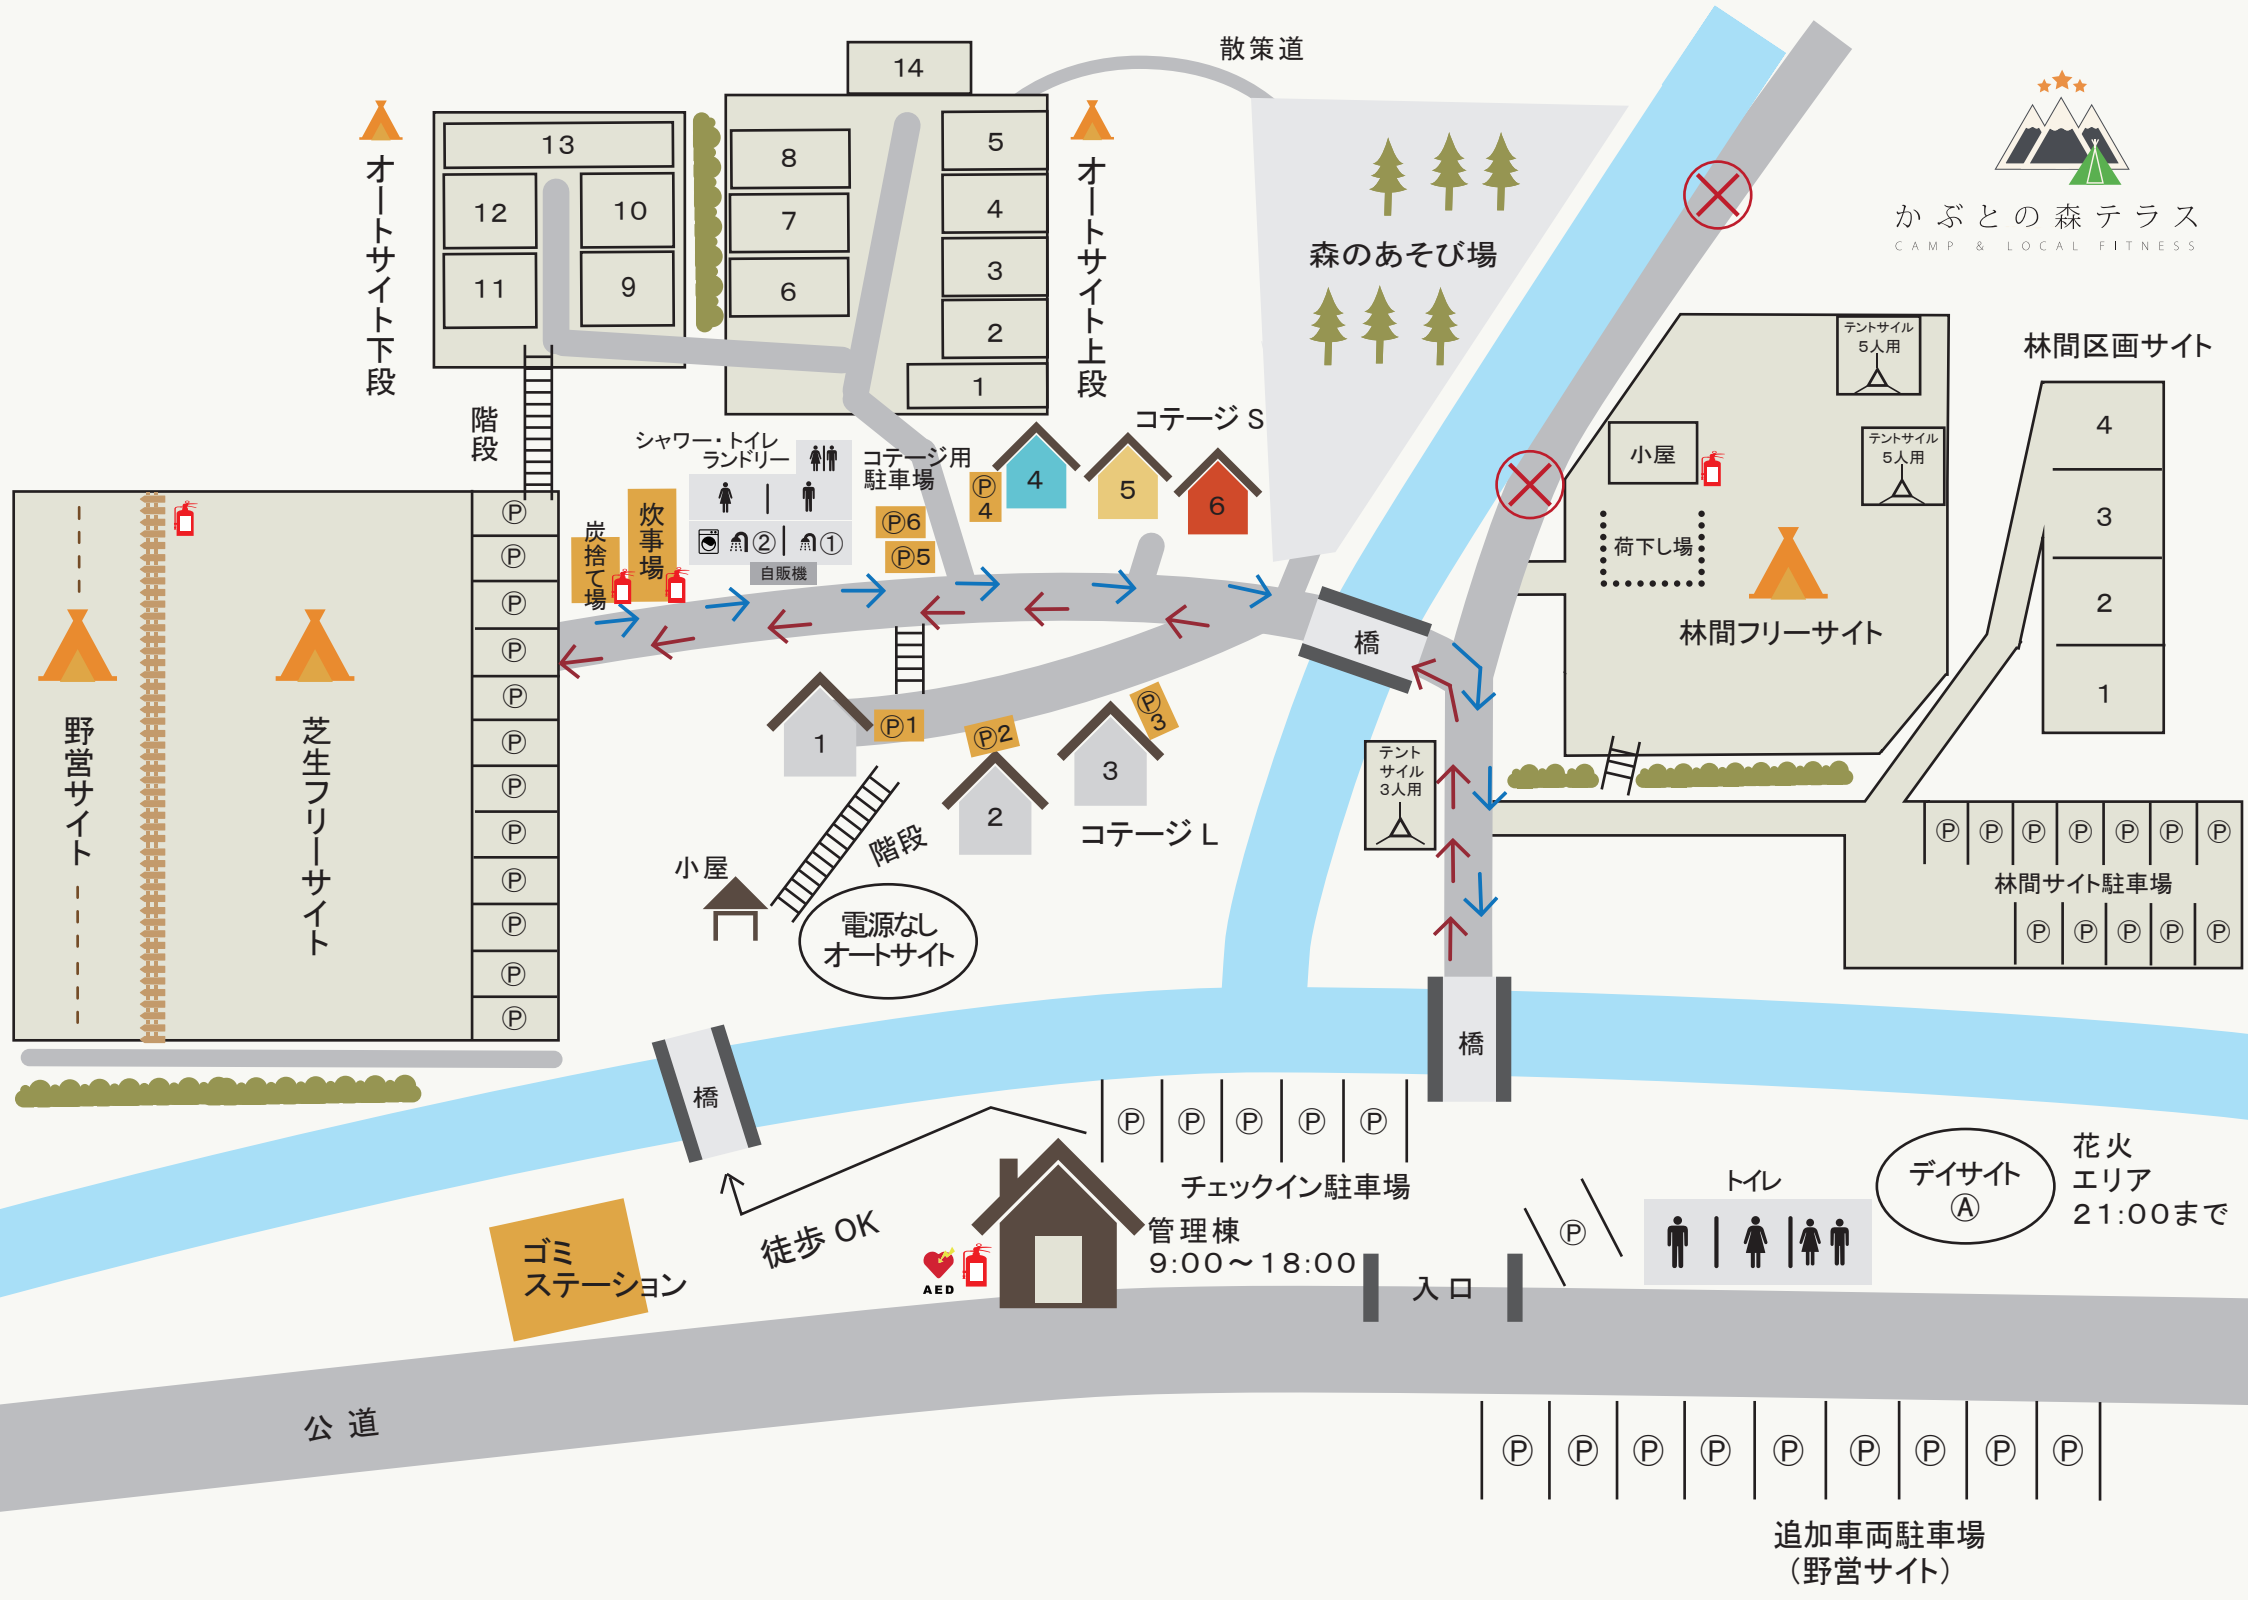 散策道
かぶとの森テラス
CAMP & LOCAL FITNESS
14
オートサイト下段
13
12
10
11
9
8
7
6
5
4
3
2
1
オートサイト上段
森のあそび場
テントサイル
5人用
テントサイル
5人用
小屋
荷下し場
林間フリーサイト
林間区画サイト
4
3
2
1
階段
シャワー・トイレ
ランドリー
②
①
自販機
コテージ用
駐車場
Ⓟ6
Ⓟ5
Ⓟ
4
コテージ S
4
5
6
炭捨て場
炊事場
Ⓟ
Ⓟ
Ⓟ
Ⓟ
Ⓟ
Ⓟ
Ⓟ
Ⓟ
Ⓟ
Ⓟ
Ⓟ
Ⓟ
野営サイト
芝生フリーサイト
橋
1
Ⓟ1
2
Ⓟ2
3
Ⓟ
3
コテージ L
階段
小屋
電源なし
オートサイト
テント
サイル
3人用
Ⓟ Ⓟ Ⓟ Ⓟ Ⓟ Ⓟ Ⓟ
林間サイト駐車場
Ⓟ Ⓟ Ⓟ Ⓟ Ⓟ
橋
橋
Ⓟ Ⓟ Ⓟ Ⓟ Ⓟ
チェックイン駐車場
管理棟
9:00〜18:00
AED
徒歩 OK
ゴミ
ステーション
入口
Ⓟ
トイレ
デイサイト
Ⓐ
花火
エリア
21:00まで
公道
Ⓟ Ⓟ Ⓟ Ⓟ Ⓟ Ⓟ Ⓟ Ⓟ Ⓟ
追加車両駐車場
（野営サイト）